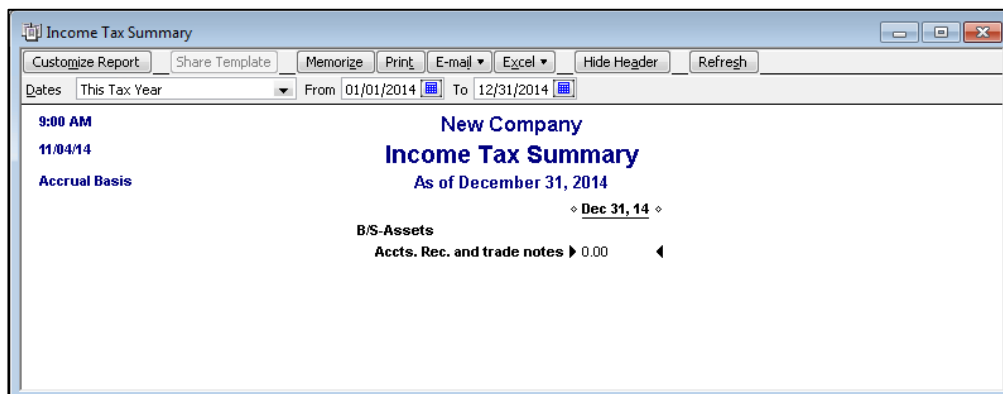 Income Tax Summary
Customize Report Share Template Memorize Print E-mail Excel Hide Header Refresh
Dates This Tax Year From 01/01/2014 To 12/31/2014
9:00 AM New Company
11/04/14 Income Tax Summary
Accrual Basis As of December 31, 2014
Dec 31, 14
B/S-Assets
Accts. Rec. and trade notes 0.00